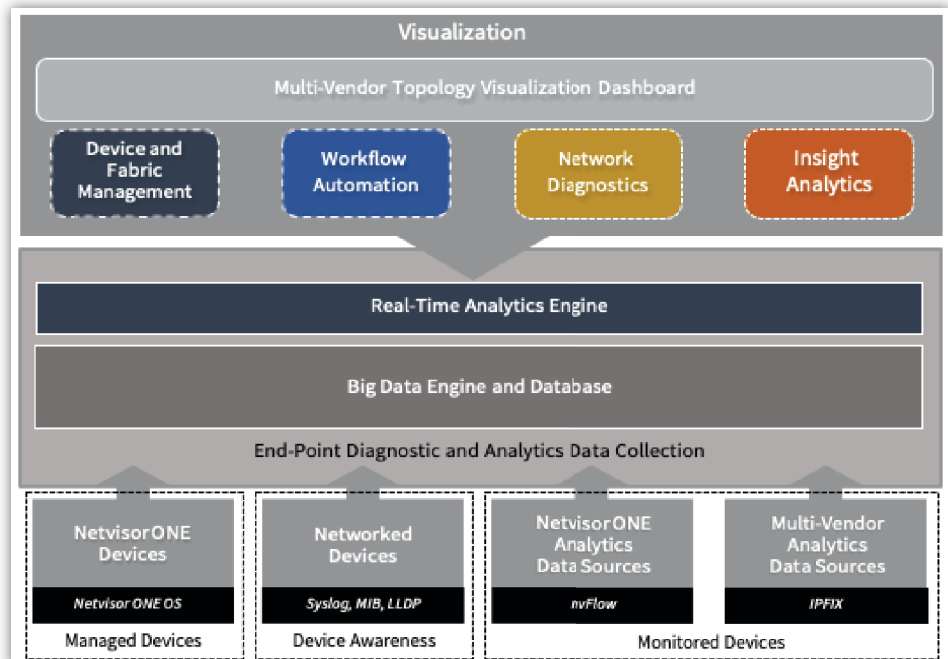 Visualization
Multi-Vendor Topology Visualization Dashboard
Device and
Fabric
Management
Workflow
Automation
Network
Diagnostics
Insight
Analytics
Real-Time Analytics Engine
Big Data Engine and Database
End-Point Diagnostic and Analytics Data Collection
Netvisor ONE
Devices
Netvisor ONE OS
Managed Devices
Networked
Devices
Syslog, MIB, LLDP
Device Awareness
Netvisor ONE
Analytics
Data Sources
nvFlow
Multi-Vendor
Analytics
Data Sources
IPFIX
Monitored Devices